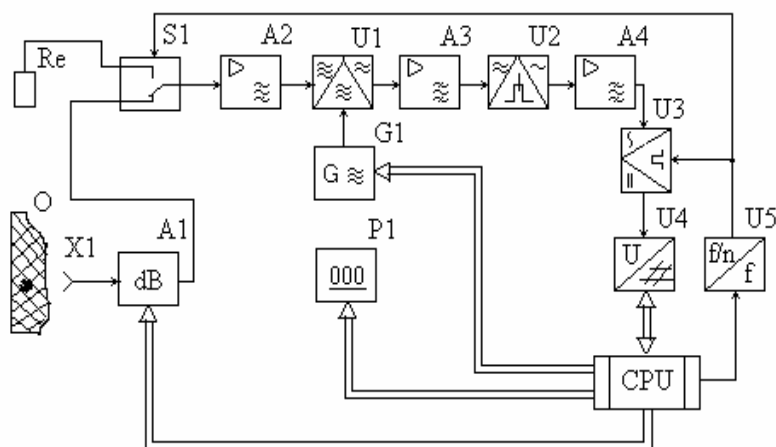 S1
A2
U1
A3
U2
A4
Re
U3
G1
G
O
X1
A1
P1
U4
U5
dB
000
U
f/n
f
CPU